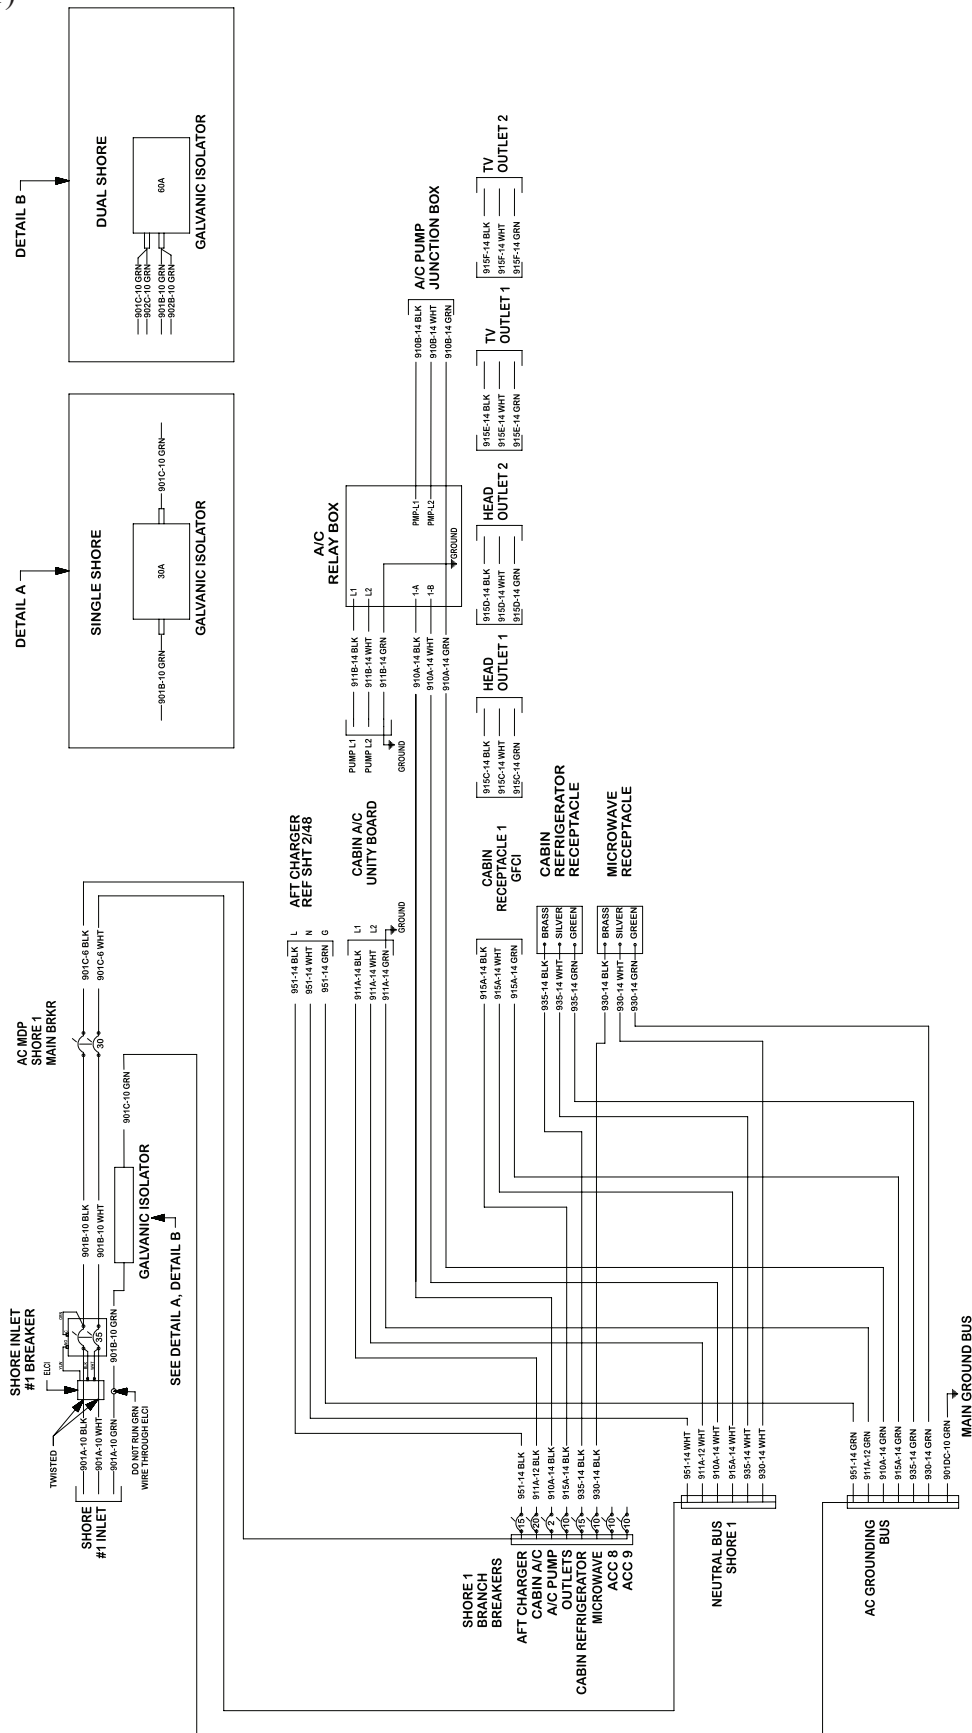 DETAIL A
SINGLE SHORE
901B-10 GRN
30A
901C-10 GRN
GALVANIC ISOLATOR
DETAIL B
DUAL SHORE
901C-10 GRN
902C-10 GRN
901B-10 GRN
902B-10 GRN
60A
GALVANIC ISOLATOR
SHORE INLET
#1 BREAKER
ELCI
TWISTED
SHORE
#1 INLET
901A-10 BLK
901A-10 WHT
901A-10 GRN
DO NOT RUN GRN
WIRE THROUGH ELCI
BLK
WHT
35
901B-10 GRN
901B-10 BLK
901B-10 WHT
GALVANIC ISOLATOR
SEE DETAIL A, DETAIL B
901C-10 GRN
AC MDP
SHORE 1
MAIN BRKR
30
901C-6 BLK
901C-6 WHT
AFT CHARGER
REF SHT 2/48
951-14 BLK
L
951-14 WHT
N
951-14 GRN
G
CABIN A/C
UNITY BOARD
911A-14 BLK
L1
911A-14 WHT
L2
911A-14 GRN
GROUND
PUMP L1
911B-14 BLK
L1
PUMP L2
911B-14 WHT
L2
911B-14 GRN
GROUND
A/C
RELAY BOX
910A-14 BLK
1-A
PMP-L1
910A-14 WHT
1-B
PMP-L2
910A-14 GRN
GROUND
910B-14 BLK
910B-14 WHT
910B-14 GRN
A/C PUMP
JUNCTION BOX
CABIN
RECEPTACLE 1
GFCI
915A-14 BLK
915A-14 WHT
915A-14 GRN
HEAD
OUTLET 1
915C-14 BLK
915C-14 WHT
915C-14 GRN
HEAD
OUTLET 2
915D-14 BLK
915D-14 WHT
915D-14 GRN
TV
OUTLET 1
915E-14 BLK
915E-14 WHT
915E-14 GRN
TV
OUTLET 2
915F-14 BLK
915F-14 WHT
915F-14 GRN
CABIN
REFRIGERATOR
RECEPTACLE
935-14 BLK
BRASS
935-14 WHT
SILVER
935-14 GRN
GREEN
MICROWAVE
RECEPTACLE
930-14 BLK
BRASS
930-14 WHT
SILVER
930-14 GRN
GREEN
SHORE 1
BRANCH
BREAKERS
AFT CHARGER
15
951-14 BLK
CABIN A/C
20
911A-12 BLK
A/C PUMP
2
910A-14 BLK
OUTLETS
10
915A-14 BLK
CABIN REFRIGERATOR
15
935-14 BLK
MICROWAVE
10
930-14 BLK
ACC 8
10
ACC 9
10
NEUTRAL BUS
SHORE 1
951-14 WHT
911A-12 WHT
910A-14 WHT
915A-14 WHT
935-14 WHT
930-14 WHT
AC GROUNDING
BUS
951-14 GRN
911A-12 GRN
910A-14 GRN
915A-14 GRN
935-14 GRN
930-14 GRN
901DC-10 GRN
MAIN GROUND BUS